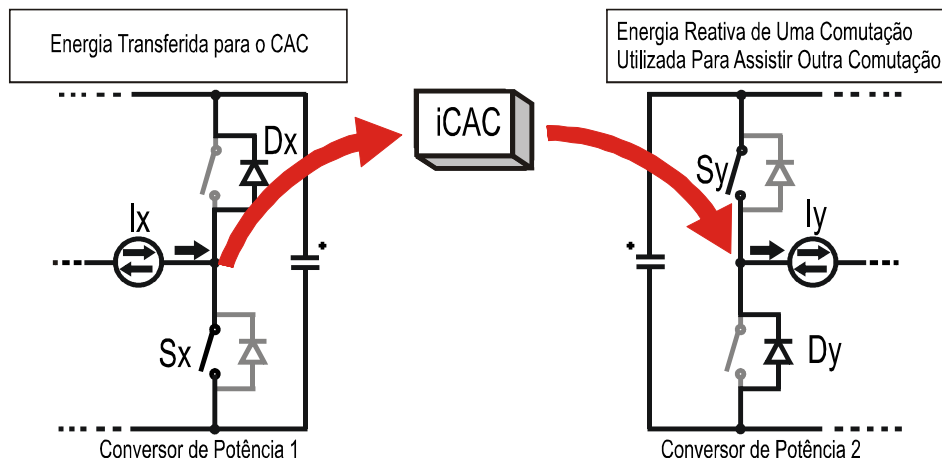 Energia Transferida para o CAC
Energia Reativa de Uma Comutação
Utilizada Para Assistir Outra Comutação
iCAC
Dx
Sy
Ix
Iy
+
+
Sx
Dy
Conversor de Potência 1
Conversor de Potência 2